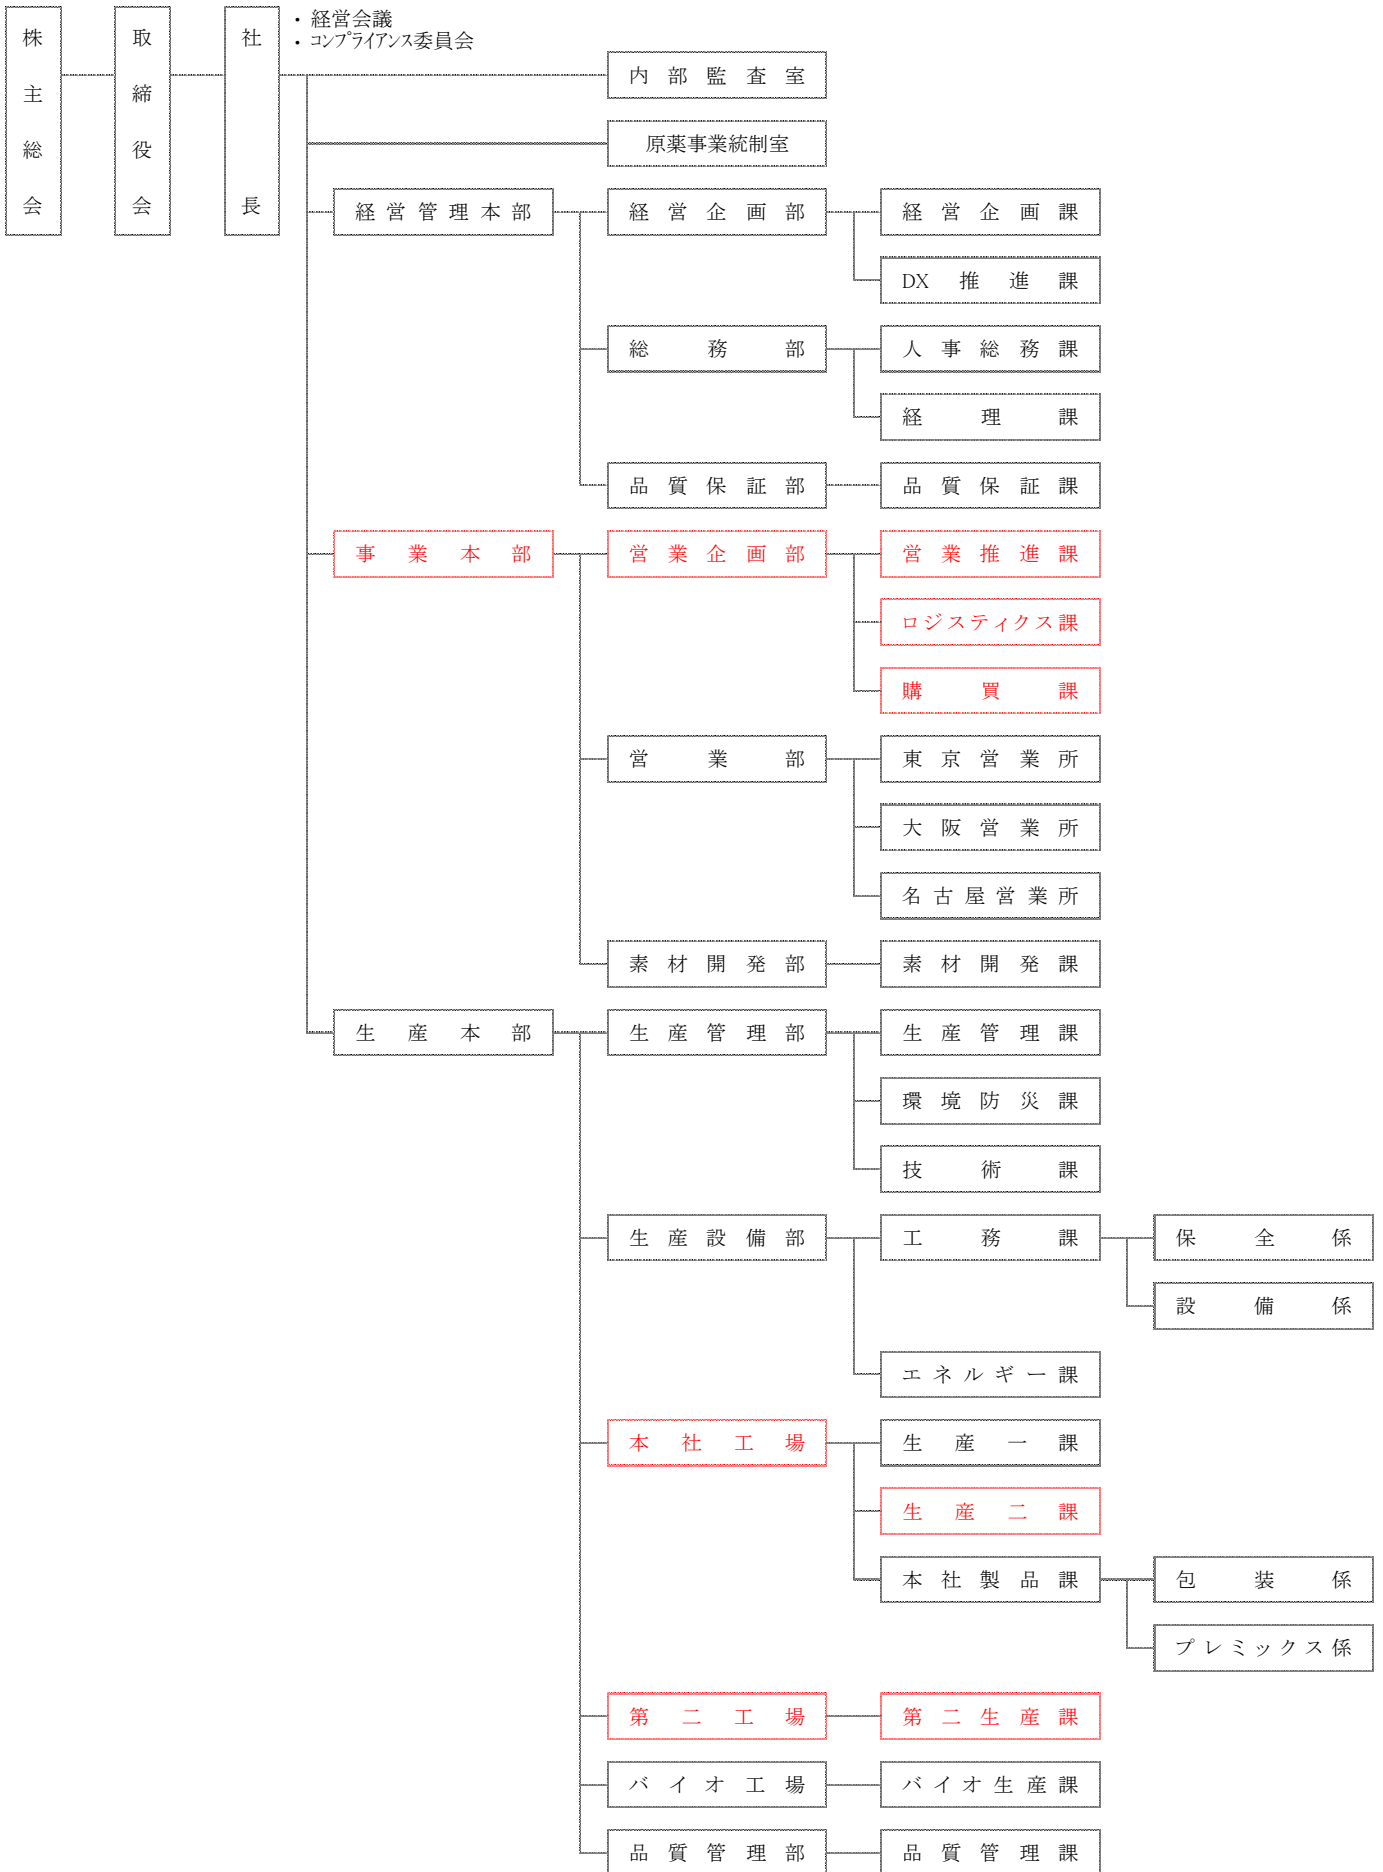 株主総会
取締役会
社長
・経営会議
・コンプライアンス委員会
内部監査室
原薬事業統制室
経営管理本部
経営企画部
経営企画課
DX推進課
総務部
人事総務課
経理課
品質保証部
品質保証課
事業本部
営業企画部
営業推進課
ロジスティクス課
購買課
営業部
東京営業所
大阪営業所
名古屋営業所
素材開発部
素材開発課
生産本部
生産管理部
生産管理課
環境防災課
技術課
生産設備部
工務課
保全係
設備係
エネルギー課
本社工場
生産一課
生産二課
本社製品課
包装係
プレミックス係
第二工場
第二生産課
バイオ工場
バイオ生産課
品質管理部
品質管理課